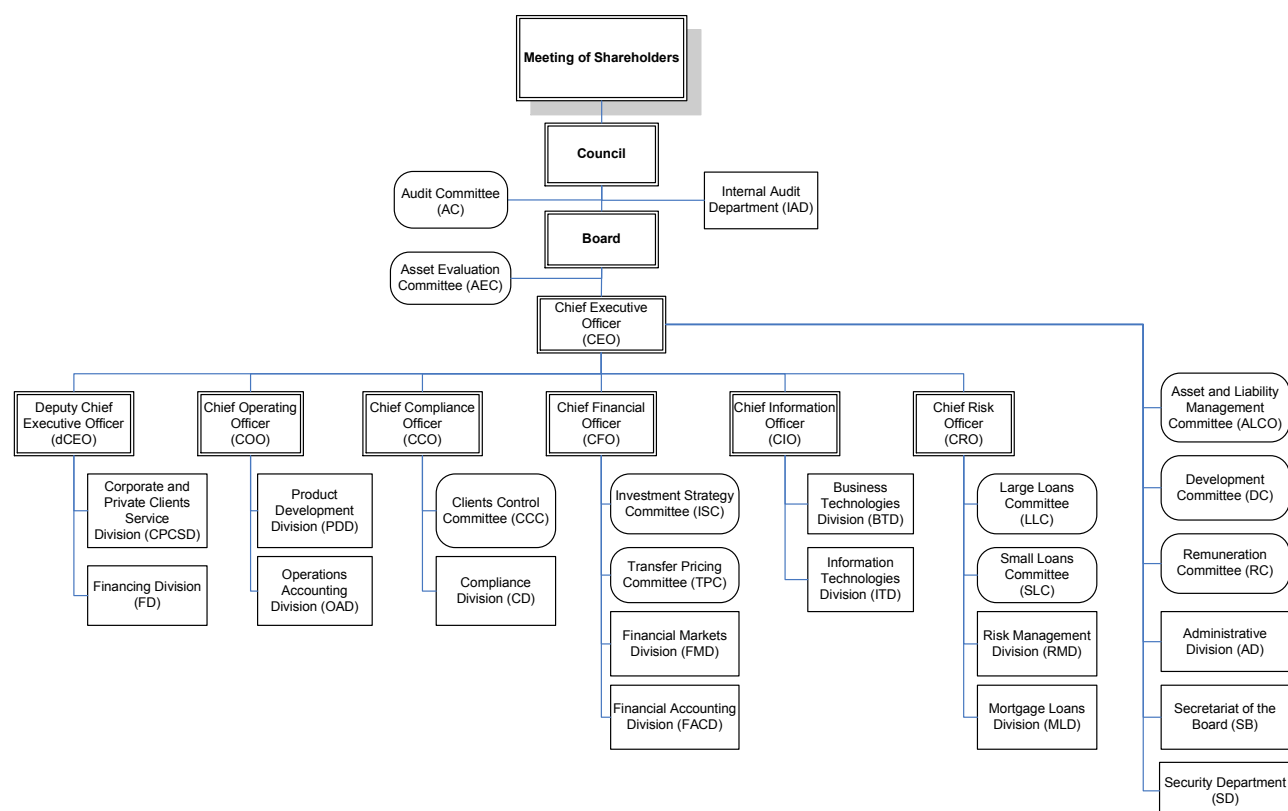 Meeting of Shareholders
Council
Audit Committee
(AC)
Internal Audit
Department (IAD)
Board
Asset Evaluation
Committee (AEC)
Chief Executive
Officer
(CEO)
Deputy Chief
Executive Officer
(dCEO)
Chief Operating
Officer
(COO)
Chief Compliance
Officer
(CCO)
Chief Financial
Officer
(CFO)
Chief Information
Officer
(CIO)
Chief Risk
Officer
(CRO)
Asset and Liability
Management
Committee (ALCO)
Corporate and
Private Clients
Service
Division (CPCSD)
Financing Division
(FD)
Product
Development
Division (PDD)
Operations
Accounting
Division (OAD)
Clients Control
Committee (CCC)
Compliance
Division (CD)
Investment Strategy
Committee (ISC)
Transfer Pricing
Committee (TPC)
Financial Markets
Division (FMD)
Financial Accounting
Division (FACD)
Business
Technologies
Division (BTD)
Information
Technologies
Division (ITD)
Large Loans
Committee
(LLC)
Small Loans
Committee
(SLC)
Risk Management
Division (RMD)
Mortgage Loans
Division (MLD)
Development
Committee (DC)
Remuneration
Committee (RC)
Administrative
Division (AD)
Secretariat of the
Board (SB)
Security Department
(SD)